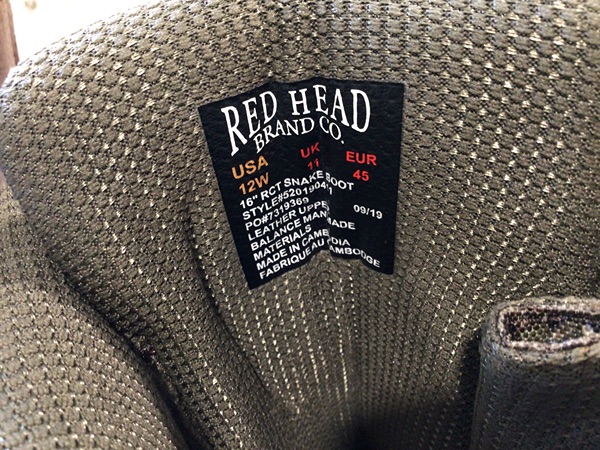 RED HEAD
BRAND CO.
USA UK EUR
12W 11 45
16" RCT SNAKE BOOT
09/19
PO#7319369
LEATHER UPPER
BALANCE MAN MADE
MATERIALS
MADE IN CAMBODIA
FABRIQUE AU CAMBODGE